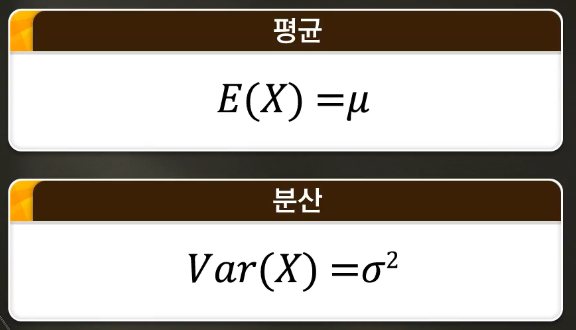 평균
E(X) =μ
분산
Var(X) =σ²